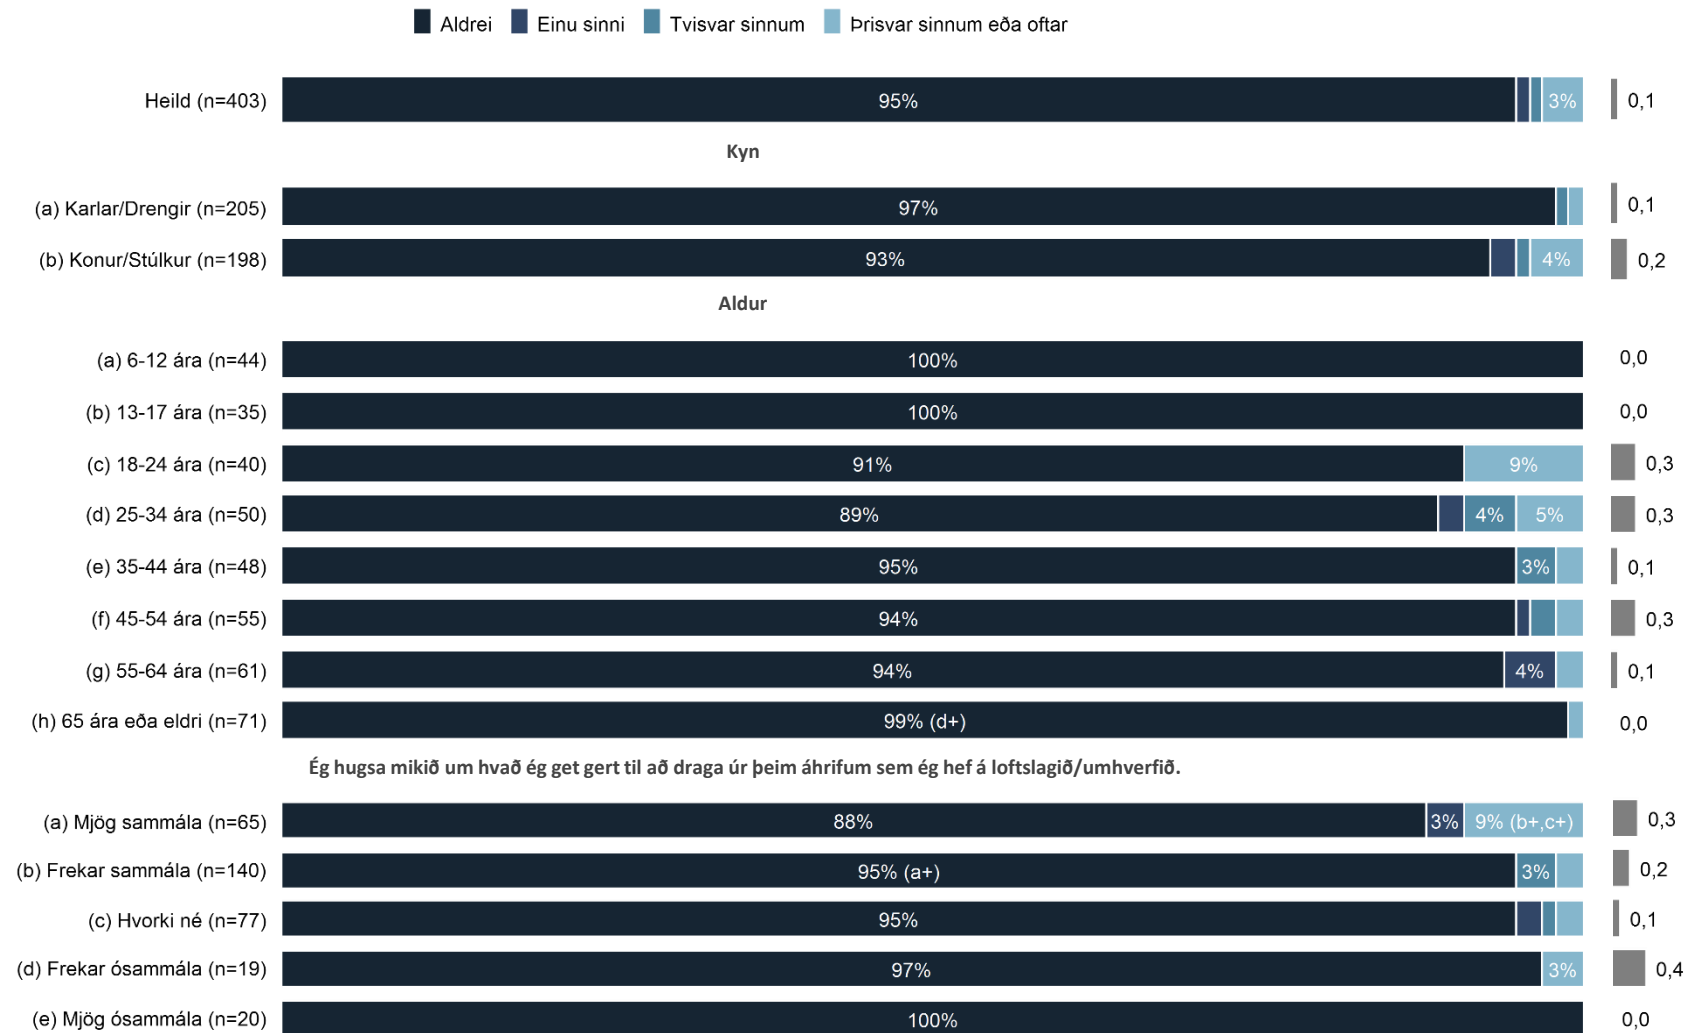 Aldrei Einu sinni Tvisvar sinnum Þrisvar sinnum eða oftar
Heild (n=403) 95% 3% 0,1
Kyn
(a) Karlar/Drengir (n=205) 97% 0,1
(b) Konur/Stúlkur (n=198) 93% 4% 0,2
Aldur
(a) 6-12 ára (n=44) 100% 0,0
(b) 13-17 ára (n=35) 100% 0,0
(c) 18-24 ára (n=40) 91% 9% 0,3
(d) 25-34 ára (n=50) 89% 4% 5% 0,3
(e) 35-44 ára (n=48) 95% 3% 0,1
(f) 45-54 ára (n=55) 94% 0,3
(g) 55-64 ára (n=61) 94% 4% 0,1
(h) 65 ára eða eldri (n=71) 99% (d+) 0,0
Ég hugsa mikið um hvað ég get gert til að draga úr þeim áhrifum sem ég hef á loftslagið/umhverfið.
(a) Mjög sammála (n=65) 88% 3% 9% (b+,c+) 0,3
(b) Frekar sammála (n=140) 95% (a+) 3% 0,2
(c) Hvorki né (n=77) 95% 0,1
(d) Frekar ósammála (n=19) 97% 3% 0,4
(e) Mjög ósammála (n=20) 100% 0,0